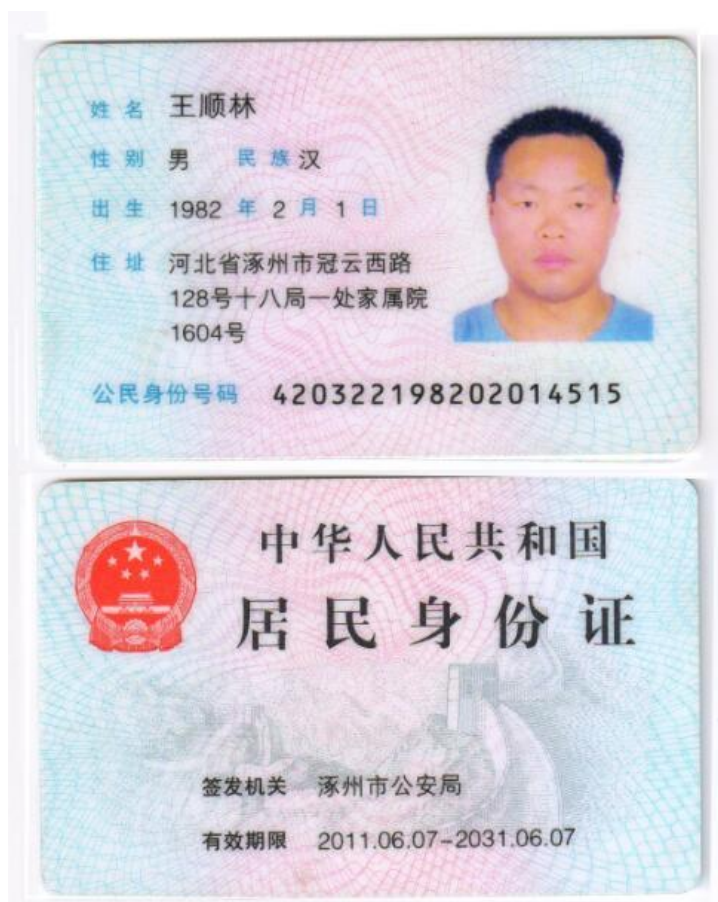 姓名 王顺林
性别 男 民族 汉
出生 1982 年 2 月 1 日
住址 河北省涿州市冠云西路
128号十八局一处家属院
1604号
公民身份号码 420322198202014515
中华人民共和国
居民身份证
签发机关 涿州市公安局
有效期限 2011.06.07-2031.06.07